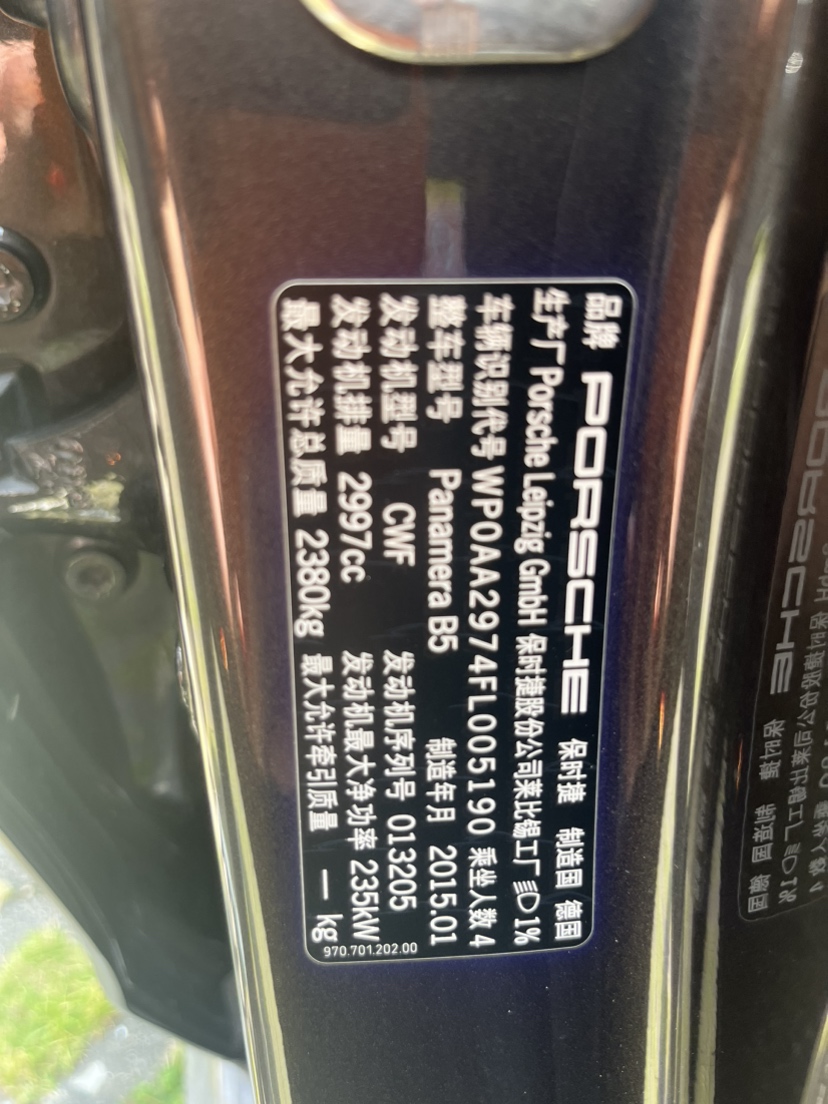 品牌 PORSCHE 保时捷 制造国 德国
生产厂 Porsche Leipzig GmbH 保时捷股份公司莱比锡工厂 1%
车辆识别代号 WP0AA2974FL005190 乘坐人数 4
整车型号 Panamera B5 制造年月 2015.01
发动机型号 CWF 发动机序列号 013205
发动机排量 2997cc 发动机最大净功率 235kW
最大允许总质量 2380kg 最大允许牵引质量 — kg
970.701.202.00